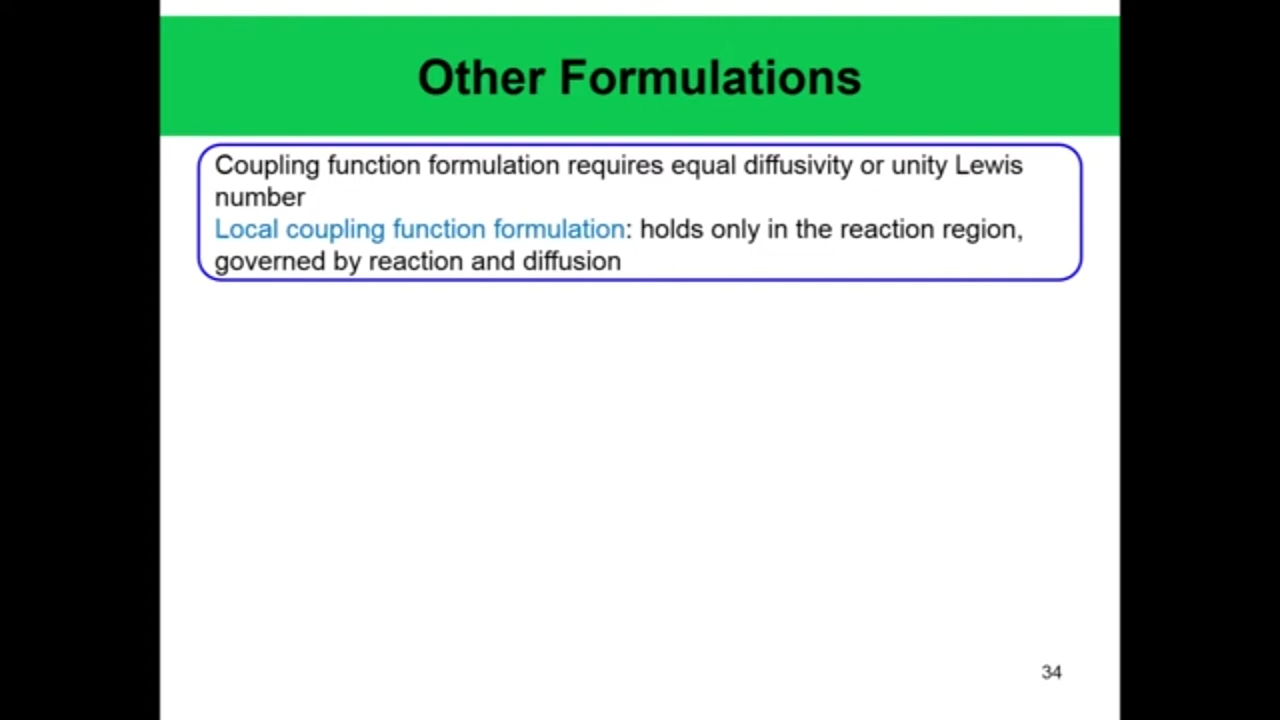 Other Formulations
Coupling function formulation requires equal diffusivity or unity Lewis
number
Local coupling function formulation: holds only in the reaction region,
governed by reaction and diffusion
34